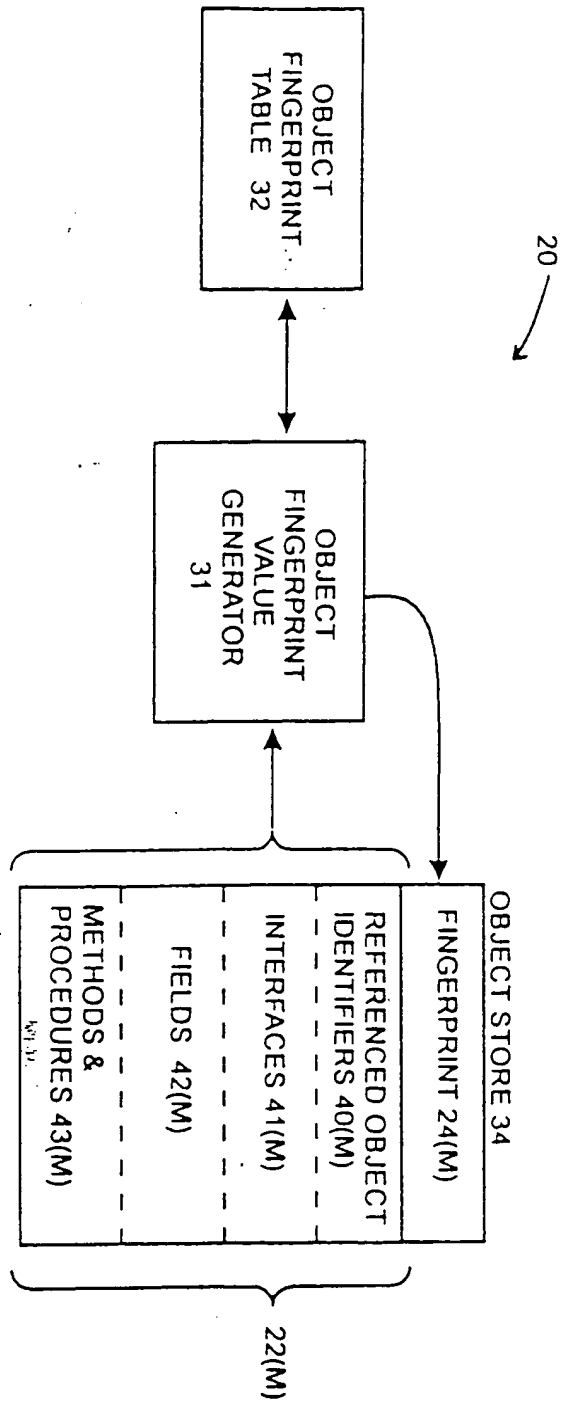 20
OBJECT
FINGERPRINT
TABLE 32
OBJECT
FINGERPRINT
VALUE
GENERATOR
31
OBJECT STORE 34
FINGERPRINT 24(M)
REFERENCED OBJECT
IDENTIFIERS 40(M)
INTERFACES 41(M)
FIELDS 42(M)
METHODS &
PROCEDURES 43(M)
22(M)